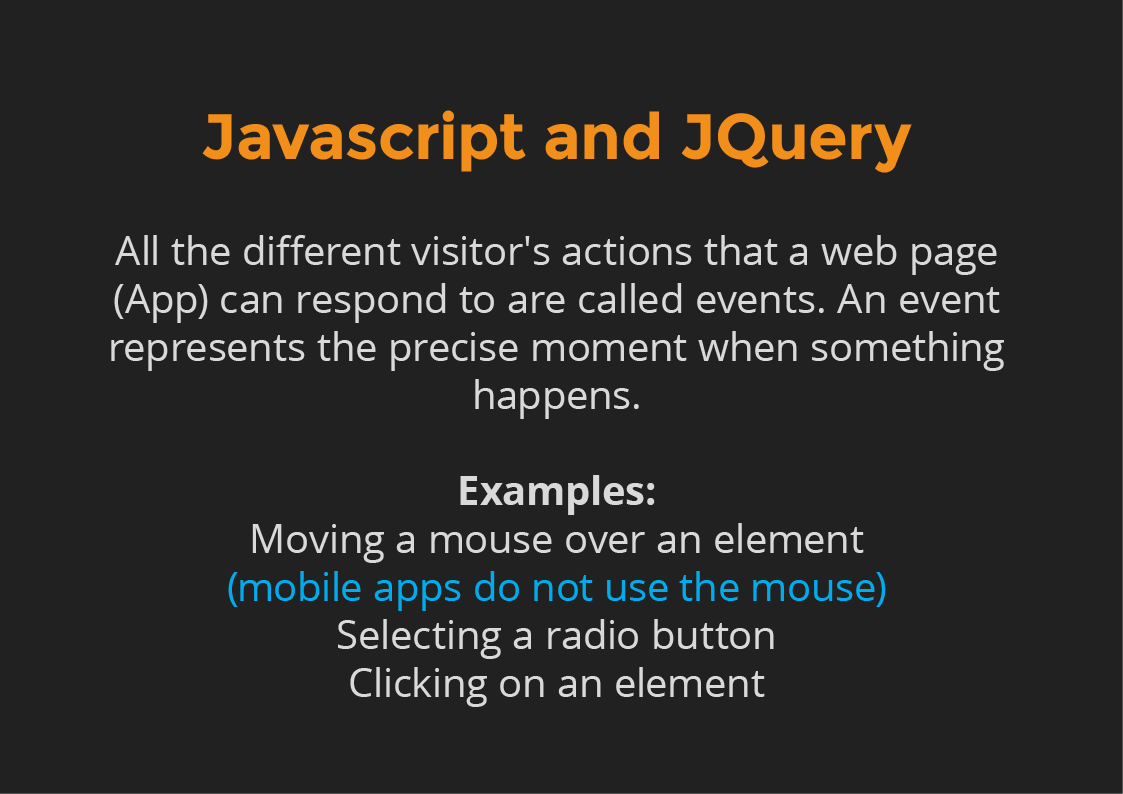 Javascript and JQuery
All the different visitor's actions that a web page
(App) can respond to are called events. An event
represents the precise moment when something
happens.
Examples:
Moving a mouse over an element
(mobile apps do not use the mouse)
Selecting a radio button
Clicking on an element